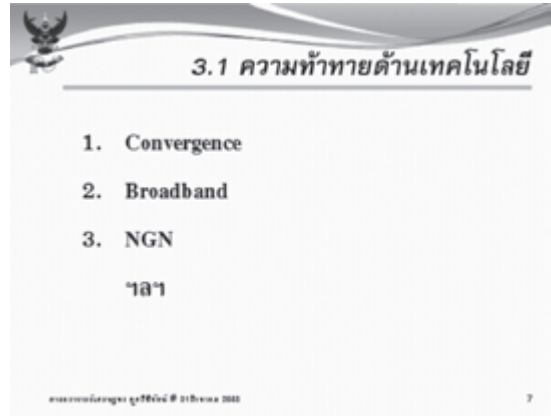 3.1 ความท้าทายด้านเทคโนโลยี
1. Convergence
2. Broadband
3. NGN
ฯลฯ
7